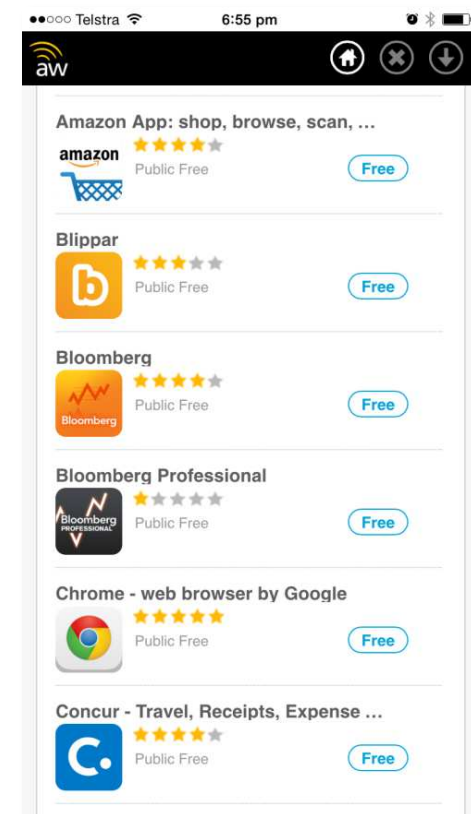 Telstra 6:55 pm
aw
Amazon App: shop, browse, scan, ...
amazon
Public Free
Free
Blippar
b
Public Free
Free
Bloomberg
Bloomberg
Public Free
Free
Bloomberg Professional
Bloomberg
PROFESSIONAL
Public Free
Free
Chrome - web browser by Google
Public Free
Free
Concur - Travel, Receipts, Expense ...
C.
Public Free
Free